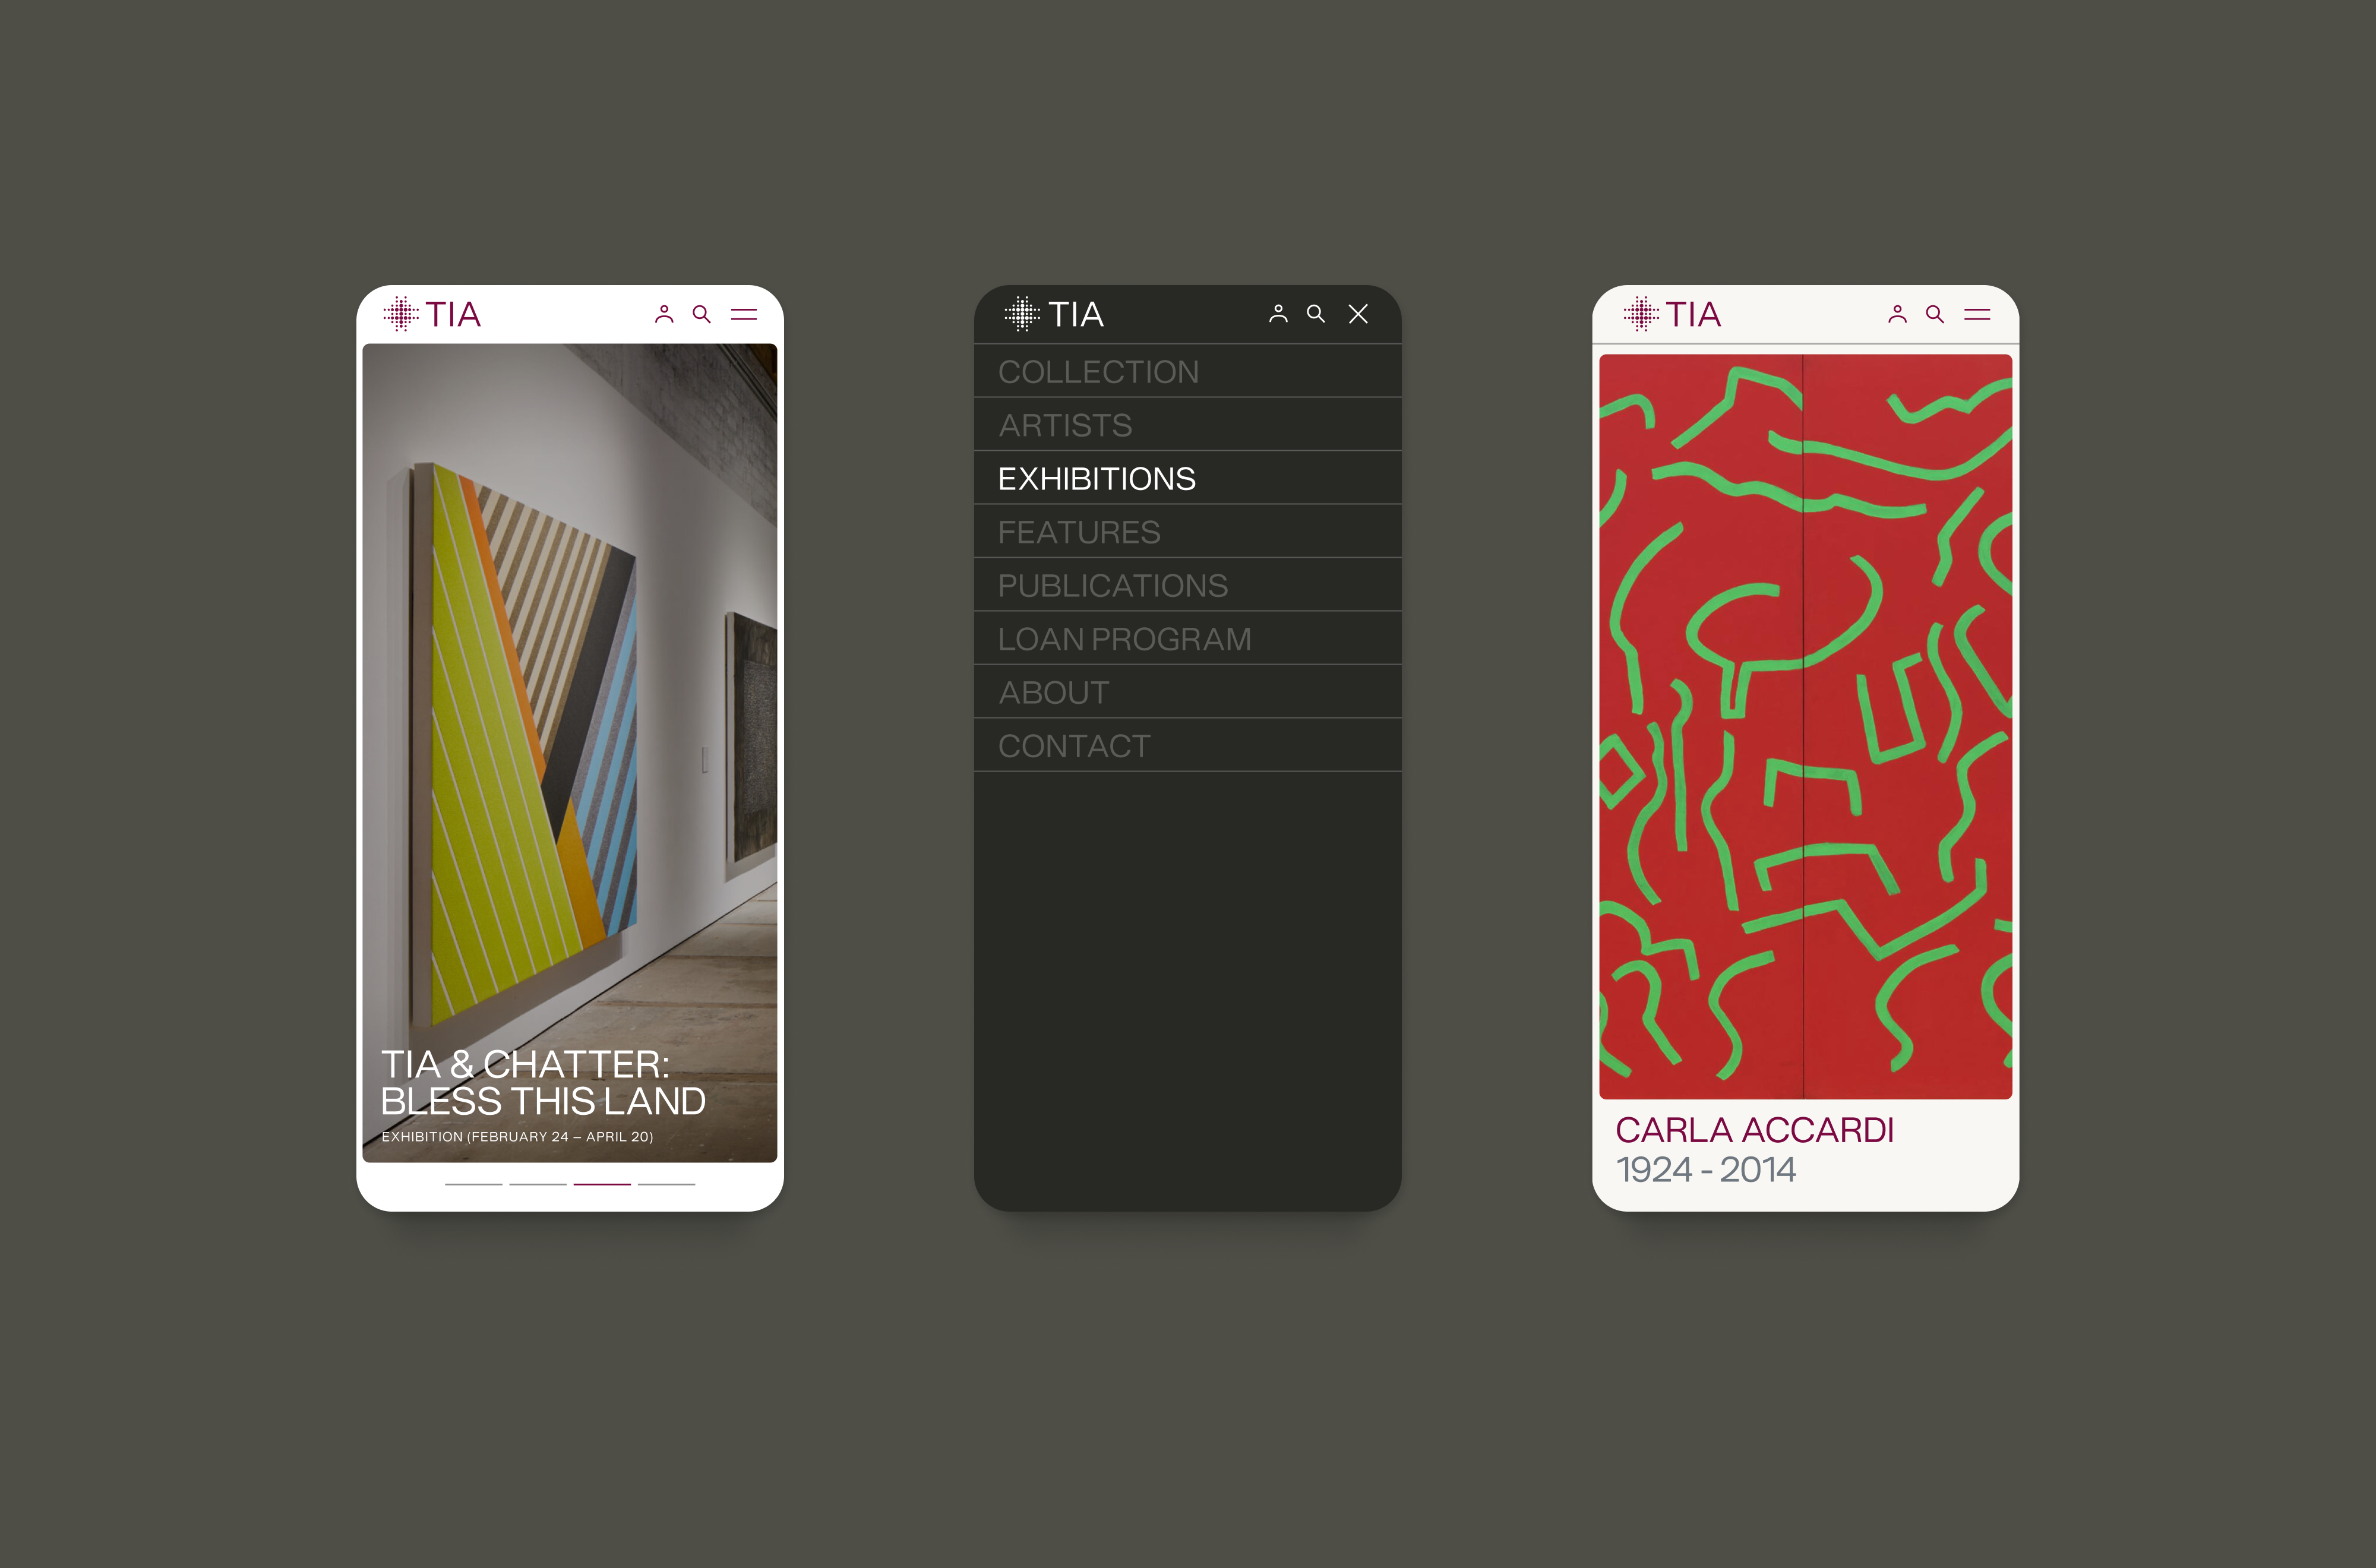 TIA
TIA & CHATTER:
BLESS THIS LAND
EXHIBITION (FEBRUARY 24 – APRIL 20)
TIA
COLLECTION
ARTISTS
EXHIBITIONS
FEATURES
PUBLICATIONS
LOAN PROGRAM
ABOUT
CONTACT
TIA
CARLA ACCARDI
1924 - 2014